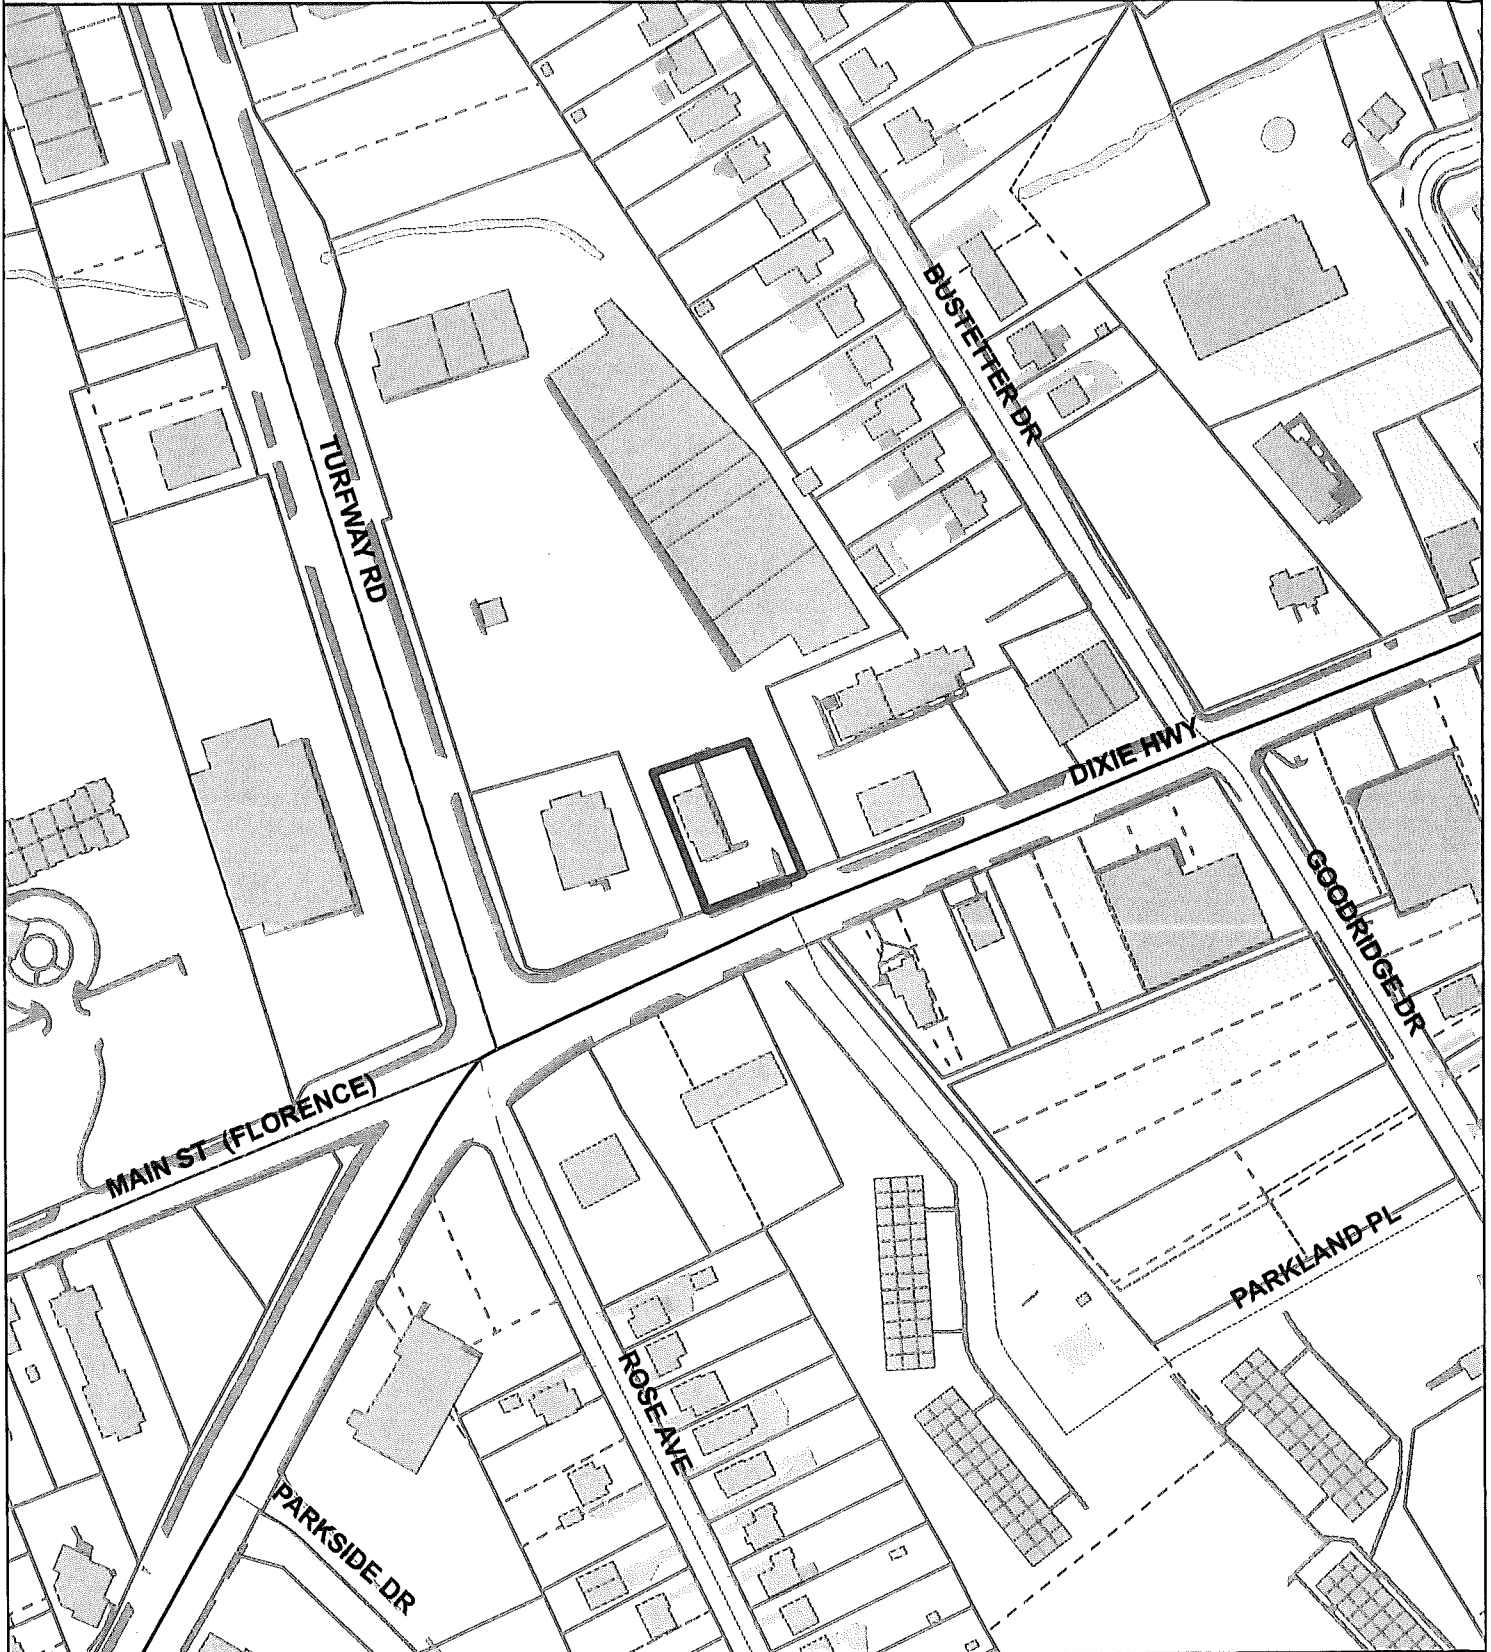 BUSTETTER DR
TURFWAY RD
DIXIE HWY
GOODRIDGE DR
MAIN ST (FLORENCE)
PARKLAND PL
ROSE AVE
PARKSIDE DR